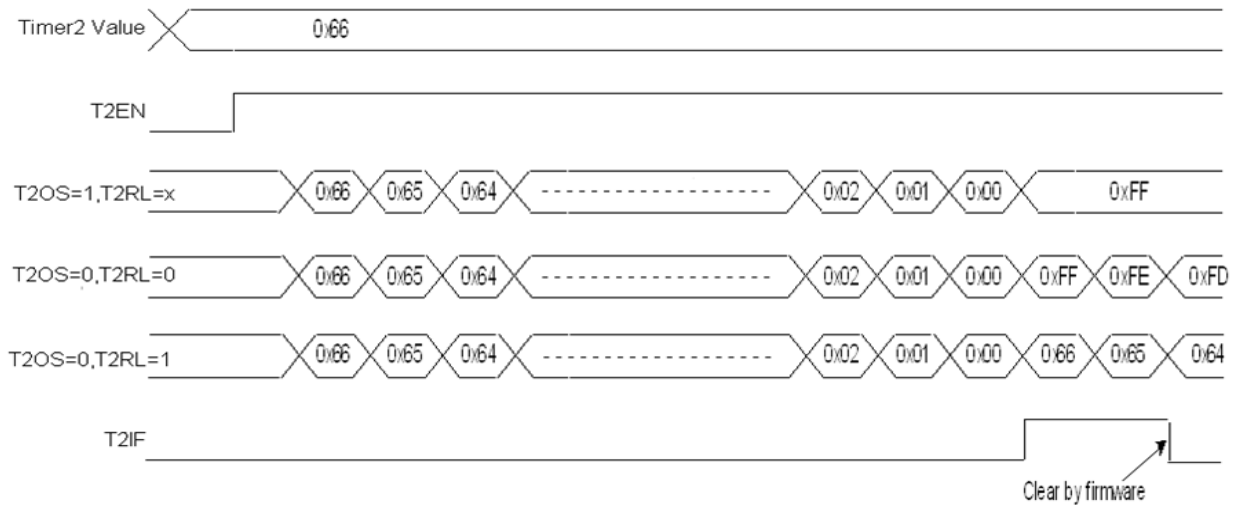 Timer2 Value 0x66
T2EN
T2OS=1,T2RL=x 0x66 0x65 0x64 0x02 0x01 0x00 0xFF
T2OS=0,T2RL=0 0x66 0x65 0x64 0x02 0x01 0x00 0xFF 0xFE 0xFD
T2OS=0,T2RL=1 0x66 0x65 0x64 0x02 0x01 0x00 0x66 0x65 0x64
T2IF
Clear by firmware